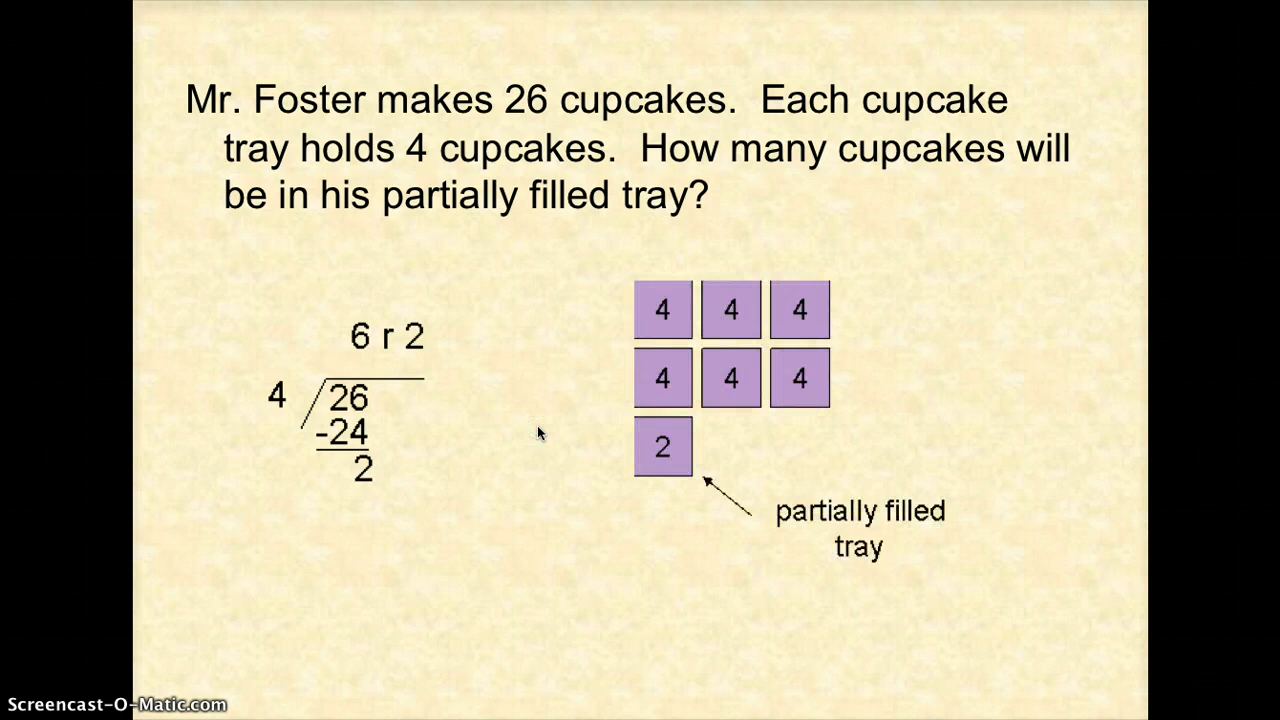 Mr. Foster makes 26 cupcakes. Each cupcake
tray holds 4 cupcakes. How many cupcakes will
be in his partially filled tray?
6 r 2
4 26
-24
2
4 4 4
4 4 4
2
partially filled
tray
Screencast-O-Matic.com